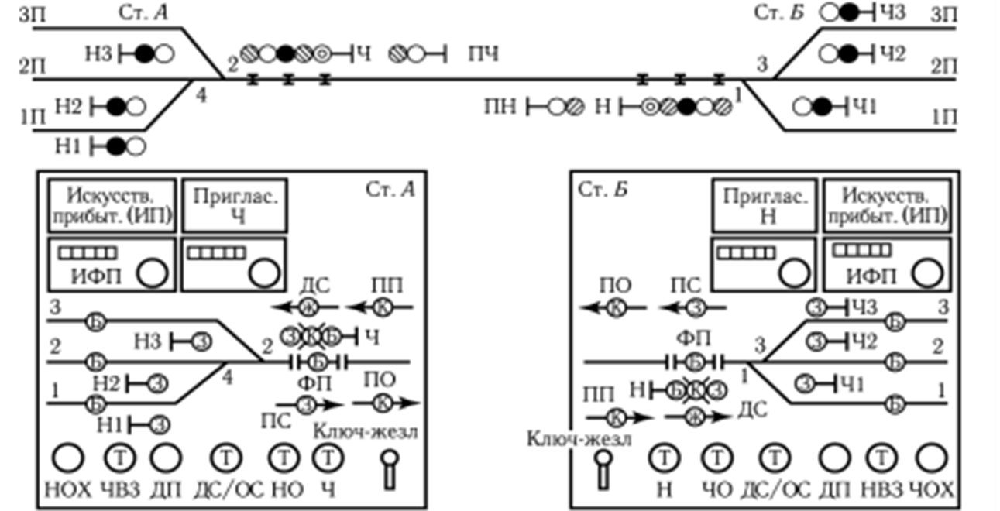 3П Ст. А Ст. Б Ч3 3П
Н3 Ч ПЧ Ч2
2П 2 3 2П
4 1
Н2 ПН Н Ч1
1П 1П
Н1
Искусств. прибыт. (ИП)
Приглас. Ч
Ст. А
ИФП
ДС ПП
Ж К
3 Б
Н3 З 2 З К Б Ч
2 Б Б
4
Н2 З ФП ПО
1 Б З К
Н1 З ПС
Ключ-жезл
Т Т Т Т
НОХ ЧВЗ ДП ДС/ОС НО Ч
Ст. Б
Приглас. Н
Искусств. прибыт. (ИП)
ИФП
ПО ПС
К З З Ч3 3
Б
ФП 3 З Ч2 2
Б Б
1
ПП Н Б К З З Ч1 1
К Ж ДС Б
Ключ-жезл
Т Т Т Т
Н ЧО ДС/ОС ДП НВЗ ЧОХ